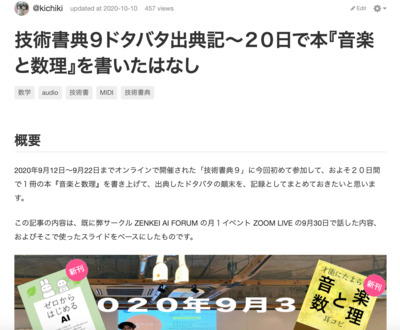 @kichiki updated at 2020-10-10 457 views Edit
技術書典9ドタバタ出典記〜20日で本『音楽
と数理』を書いたはなし
数学 audio 技術書 MIDI 技術書典
概要
2020年9月12日〜9月22日までオンラインで開催された「技術書典9」に今回初めて参加して、およそ20日間
で1冊の本『音楽と数理』を書き上げて、出典したドタバタの顛末を、記録としてまとめておきたいと思いま
す。
この記事の内容は、既に弊サークル ZENKEI AI FORUM の月1イベント ZOOM LIVE の9月30日で話した内容、
およびそこで使ったスライドをベースにしたものです。
新刊
ゼロから
はじめる
AI
020年9月3
新刊
音楽
と
数理
耳コピ